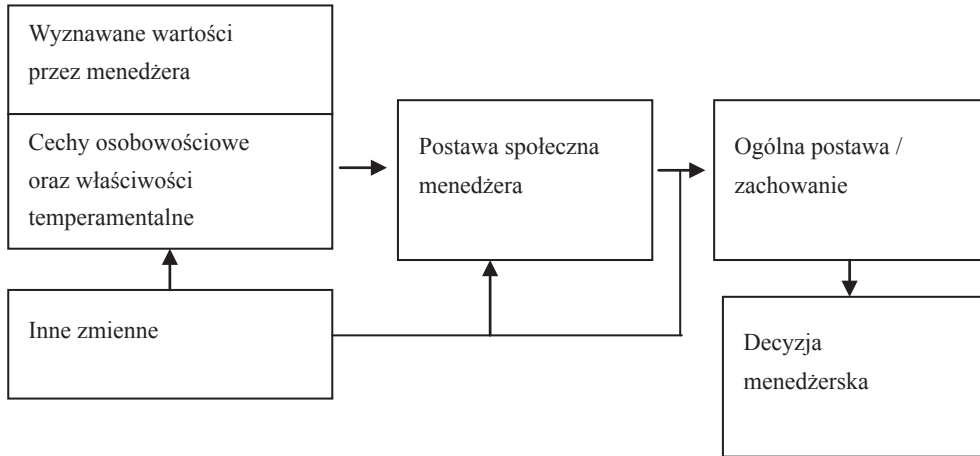 Wyznawane wartości
przez menedżera
Cechy osobowościowe
oraz właściwości
temperamentalne
Postawa społeczna
menedżera
Ogólna postawa /
zachowanie
Inne zmienne
Decyzja
menedżerska